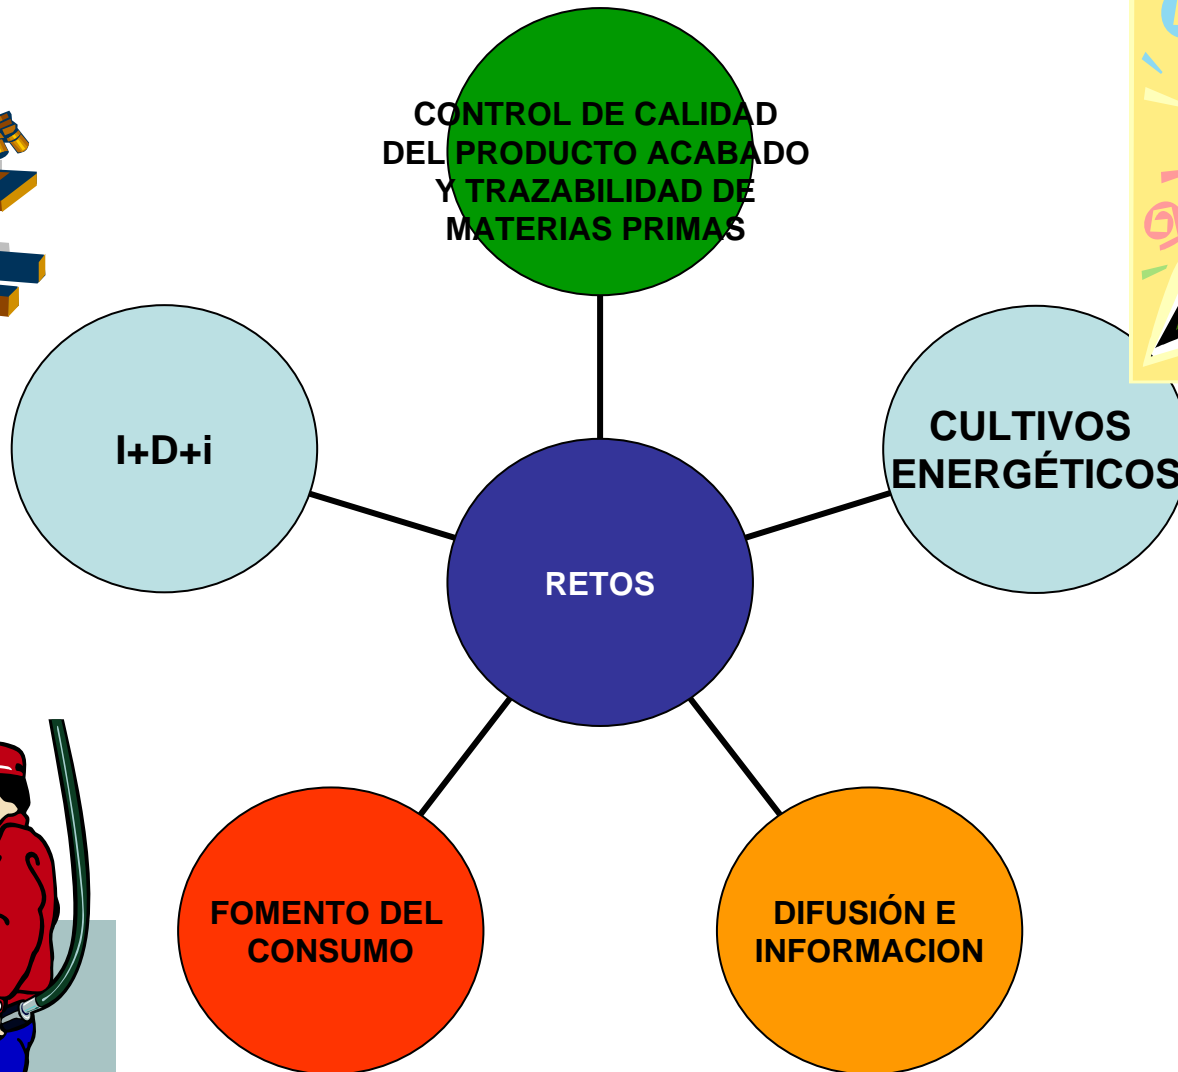 CONTROL DE CALIDAD
DEL PRODUCTO ACABADO
Y TRAZABILIDAD DE
MATERIAS PRIMAS
I+D+i
CULTIVOS
ENERGÉTICOS
RETOS
FOMENTO DEL
CONSUMO
DIFUSIÓN E
INFORMACION